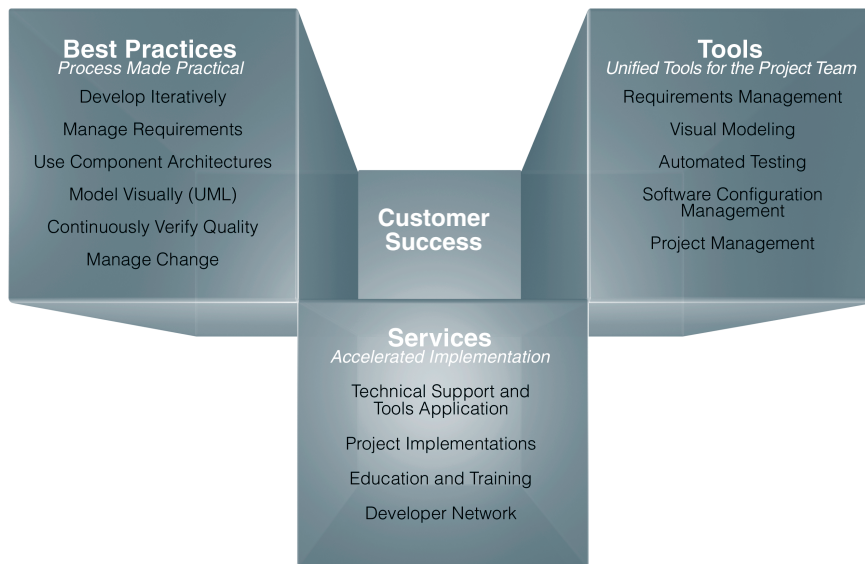 Best Practices
Process Made Practical
Develop Iteratively
Manage Requirements
Use Component Architectures
Model Visually (UML)
Continuously Verify Quality
Manage Change
Tools
Unified Tools for the Project Team
Requirements Management
Visual Modeling
Automated Testing
Software Configuration
Management
Project Management
Customer
Success
Services
Accelerated Implementation
Technical Support and
Tools Application
Project Implementations
Education and Training
Developer Network